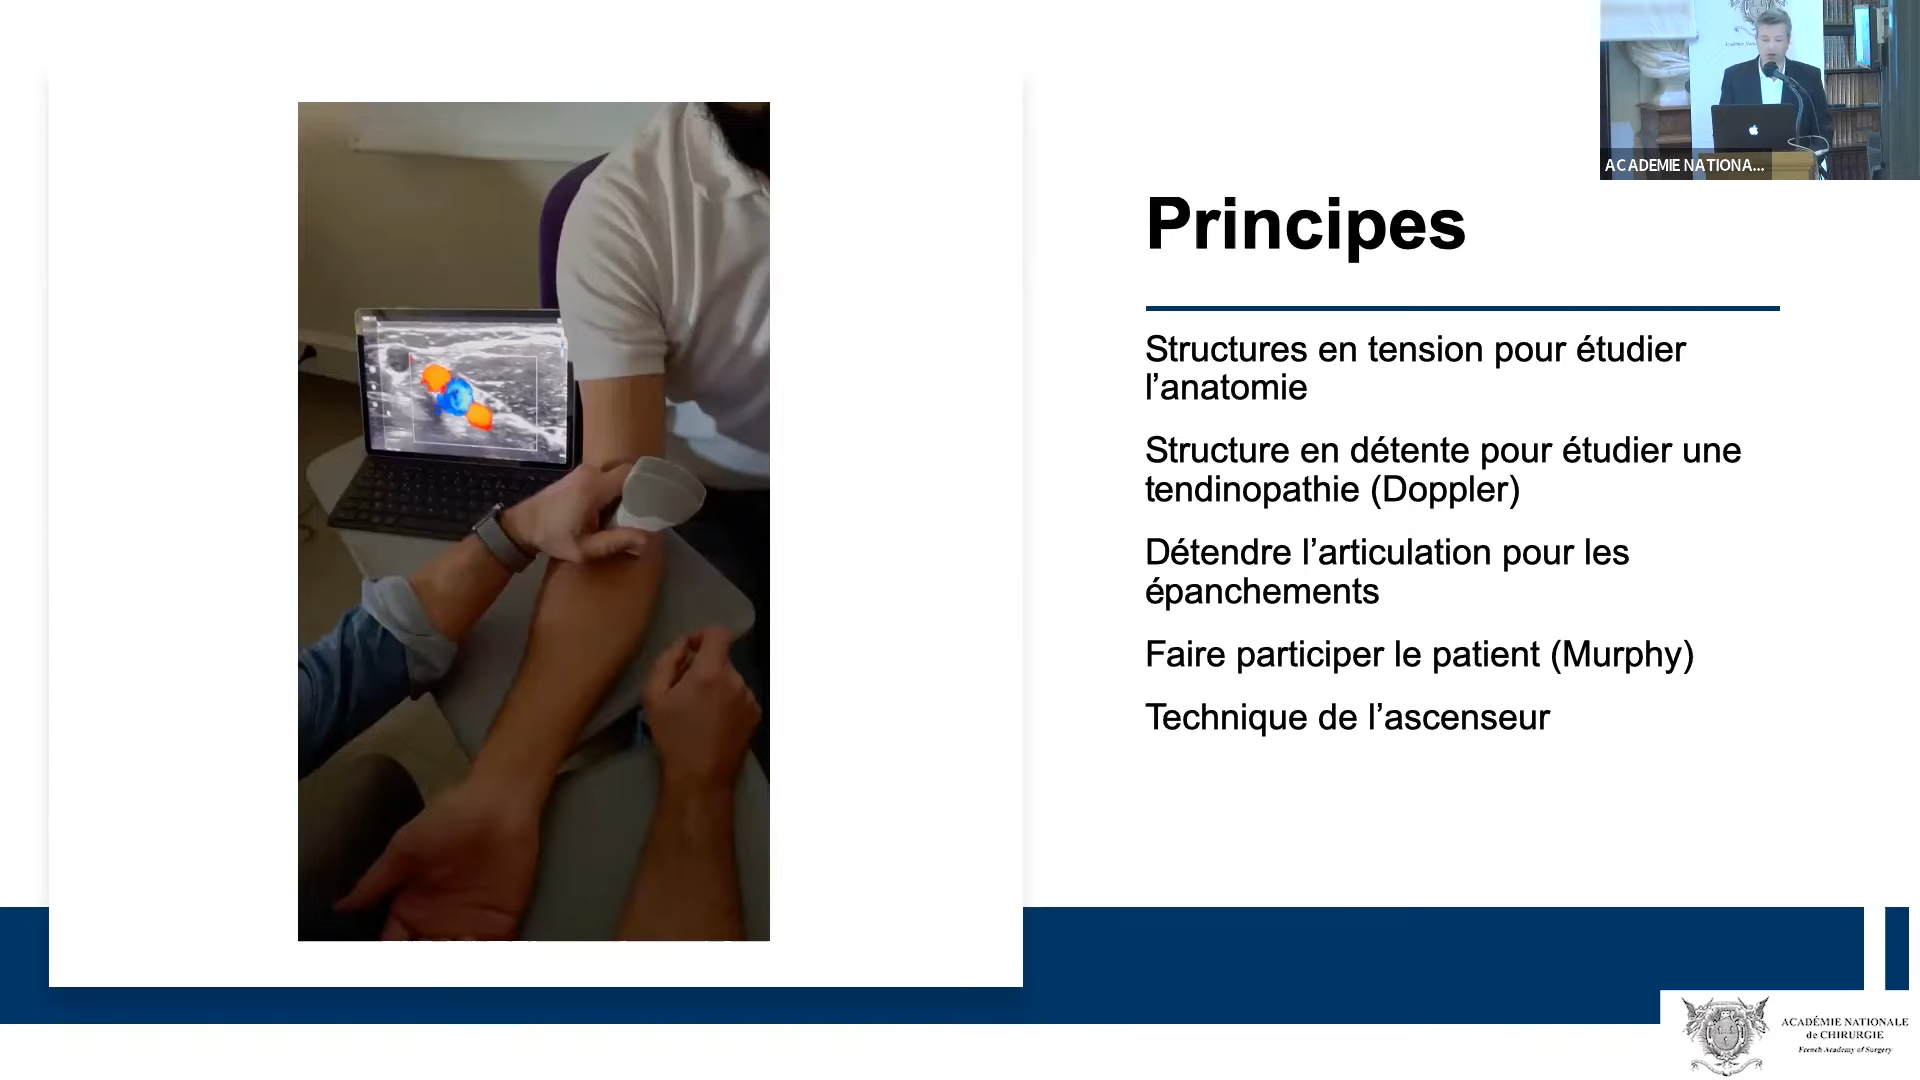 ACADEMIE NATIONA...
Principes
Structures en tension pour étudier
l’anatomie
Structure en détente pour étudier une
tendinopathie (Doppler)
Détendre l’articulation pour les
épanchements
Faire participer le patient (Murphy)
Technique de l’ascenseur
ACADÉMIE NATIONALE
de CHIRURGIE
French Academy of Surgery